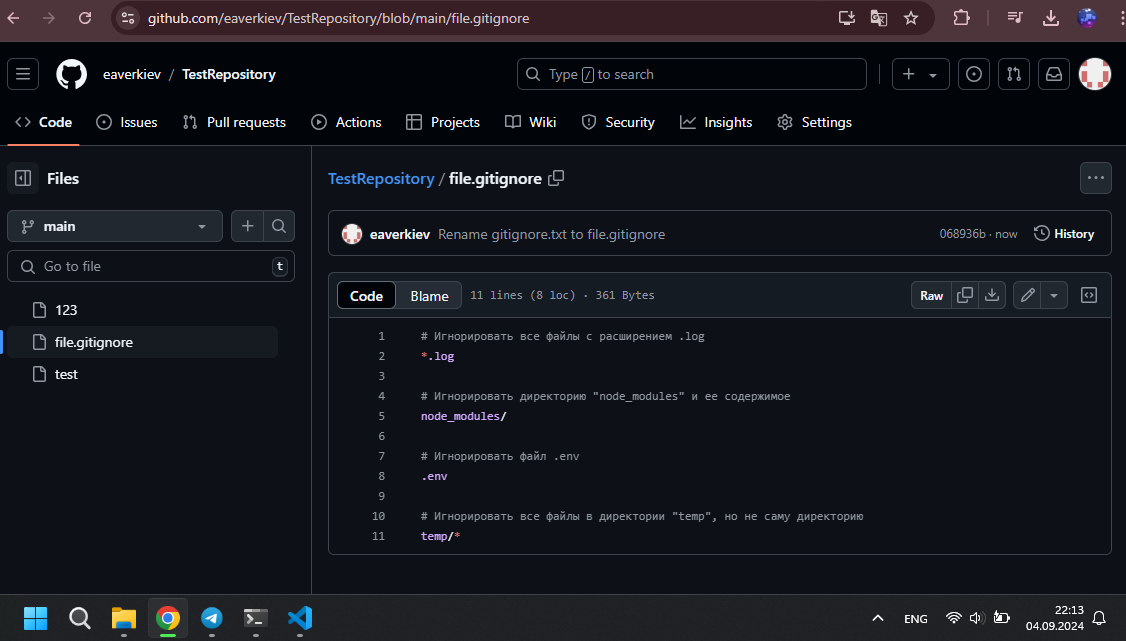 github.com/eaverkiev/TestRepository/blob/main/file.gitignore
eaverkiev / TestRepository
Type / to search
Code
Issues
Pull requests
Actions
Projects
Wiki
Security
Insights
Settings
Files
main
Go to file
t
123
file.gitignore
test
TestRepository / file.gitignore
eaverkiev Rename gitignore.txt to file.gitignore
068936b · now
History
Code
Blame
11 lines (8 loc) · 361 Bytes
Raw
1 # Игнорировать все файлы с расширением .log
2 *.log
3
4 # Игнорировать директорию "node_modules" и ее содержимое
5 node_modules/
6
7 # Игнорировать файл .env
8 .env
9
10 # Игнорировать все файлы в директории "temp", но не саму директорию
11 temp/*
ENG
22:13
04.09.2024